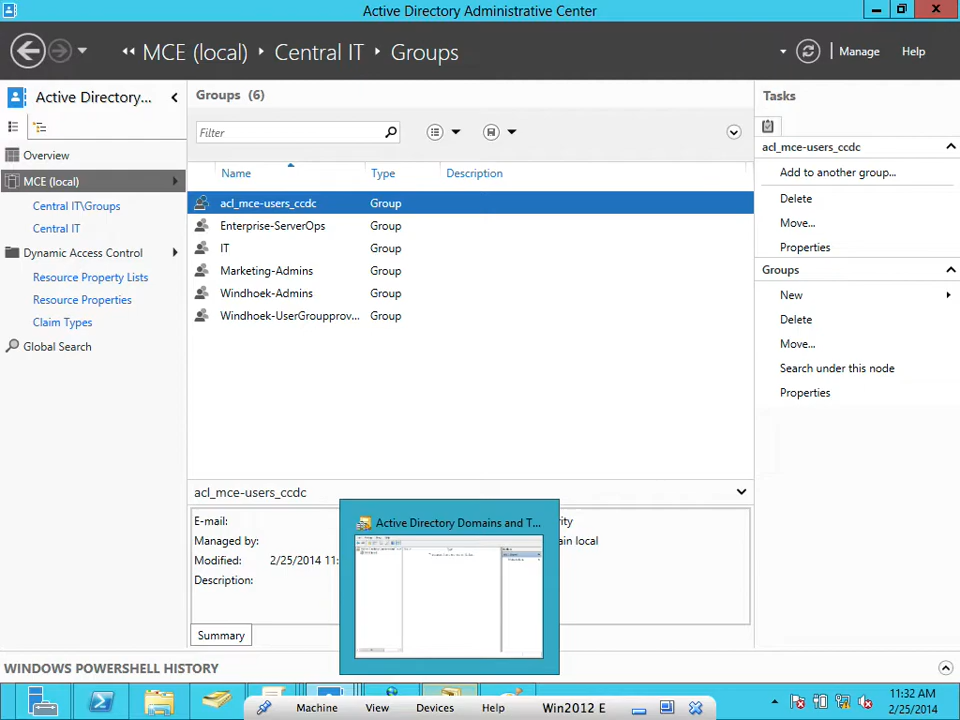 Active Directory Administrative Center
MCE (local) Central IT Groups
Manage Help
Active Directory...
Overview
MCE (local)
Central IT\Groups
Central IT
Dynamic Access Control
Resource Property Lists
Resource Properties
Claim Types
Global Search
Groups (6)
Filter
Name Type Description
acl_mce-users_ccdc Group
Enterprise-ServerOps Group
IT Group
Marketing-Admins Group
Windhoek-Admins Group
Windhoek-UserGroupprov... Group
acl_mce-users_ccdc
E-mail:
Managed by:
Modified: 2/25/2014 11:
Description:
Summary
Active Directory Domains and T...
Tasks
acl_mce-users_ccdc
Add to another group...
Delete
Move...
Properties
Groups
New
Delete
Move...
Search under this node
Properties
WINDOWS POWERSHELL HISTORY
Machine View Devices Help Win2012 E
11:32 AM
2/25/2014